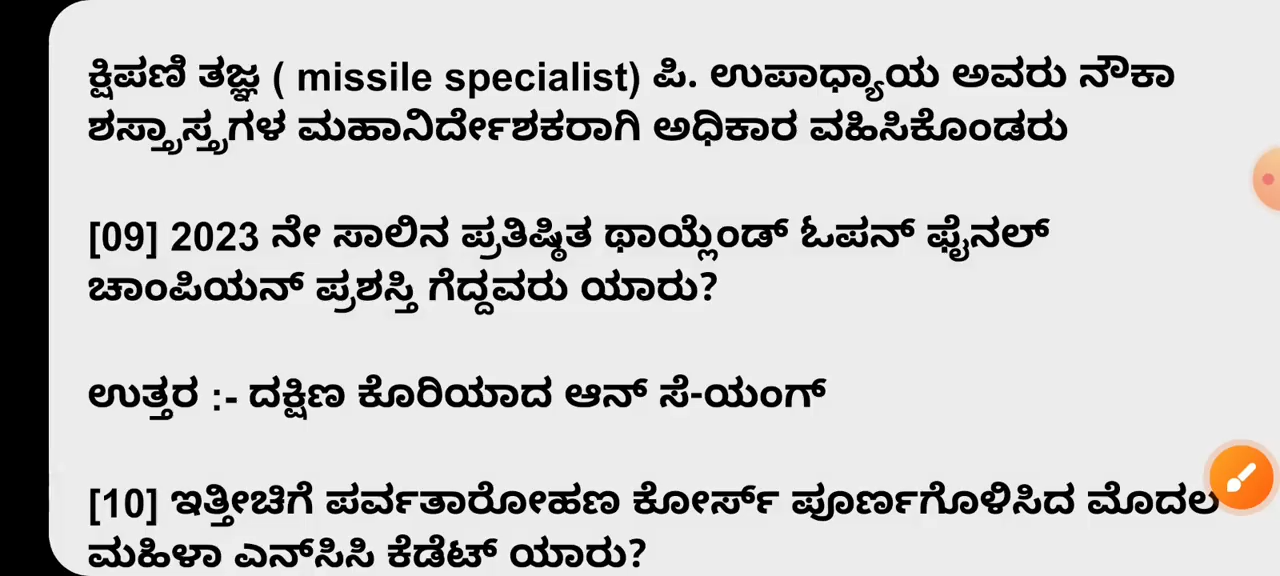 ಕ್ಷಿಪಣಿ ತಜ್ಞ ( missile specialist) ಪಿ. ಉಪಾಧ್ಯಾಯ ಅವರು ನೌಕಾ
ಶಸ್ತ್ರಾಸ್ತ್ರಗಳ ಮಹಾನಿರ್ದೇಶಕರಾಗಿ ಅಧಿಕಾರ ವಹಿಸಿಕೊಂಡರು
[09] 2023 ನೇ ಸಾಲಿನ ಪ್ರತಿಷ್ಠಿತ ಥಾಯ್ಲೆಂಡ್ ಓಪನ್ ಫೈನಲ್
ಚಾಂಪಿಯನ್ ಪ್ರಶಸ್ತಿ ಗೆದ್ದವರು ಯಾರು?
ಉತ್ತರ :- ದಕ್ಷಿಣ ಕೊರಿಯಾದ ಆನ್ ಸೆ-ಯಂಗ್
[10] ಇತ್ತೀಚಿಗೆ ಪರ್ವತಾರೋಹಣ ಕೋರ್ಸ್ ಪೂರ್ಣಗೊಳಿಸಿದ ಮೊದಲ
ಮಹಿಳಾ ಎನ್‌ಸಿಸಿ ಕೆಡೆಟ್ ಯಾರು?